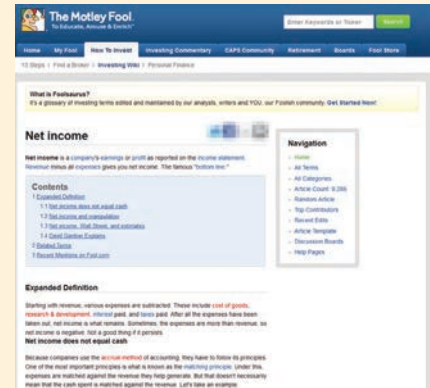 The Motley Fool.
To Educate, Amuse & Enrich
Enter Keywords or Ticker
Search
Home My Fool How To Invest Investing Commentary CAPS Community Retirement Boards Fool Store
13 Steps | Find a Broker | Investing Wiki | Personal Finance
What is Foolsaurus?
It's a glossary of investing terms edited and maintained by our analysts, writers and YOU, our Foolish community. Get Started Now!
Net income
Net income is a company's earnings or profit as reported on the income statement.
Revenue minus all expenses gives you net income. The famous "bottom line."
Contents
1 Expanded Definition
1.1 Net income does not equal cash
1.2 Net income and manipulation
1.3 Net income, Wall Street, and estimates
1.4 David Gardner Explains
2 Related Terms
3 Recent Mentions on Fool.com
Navigation
Home
All Terms
All Categories
Article Count:
Random Article
Top Contributors
Recent Edits
Article Template
Discussion Boards
Help Pages
Expanded Definition
Starting with revenue, various expenses are subtracted. These include cost of goods,
research & development, interest paid, and taxes paid. After all the expenses have been
taken out, net income is what remains. Sometimes, the expenses are more than revenue, so
net income is negative. Not a good thing if it persists.
Net income does not equal cash
Because companies use the accrual method of accounting, they have to follow its principles.
One of the most important principles is what is known as the matching principle. Under this,
expenses are matched against the revenue they help generate. But that doesn't necessarily
mean that the cash spent is matched against the revenue. Let's take an example.